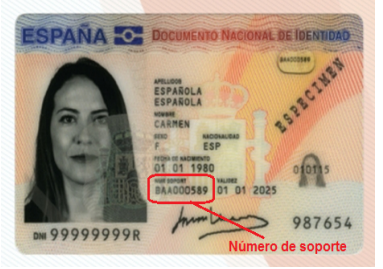 ESPAÑA DOCUMENTO NACIONAL DE IDENTIDAD
BAA000589
ESPECIMEN
APELLIDOS
ESPAÑOLA
ESPAÑOLA
NOMBRE
CARMEN
SEXO NACIONALIDAD
F ESP
FECHA DE NACIMIENTO
01 01 1980
010115
NUM SOPORT VALIDEZ
BAA000589 01 01 2025
987654
DNI 99999999R
Número de soporte